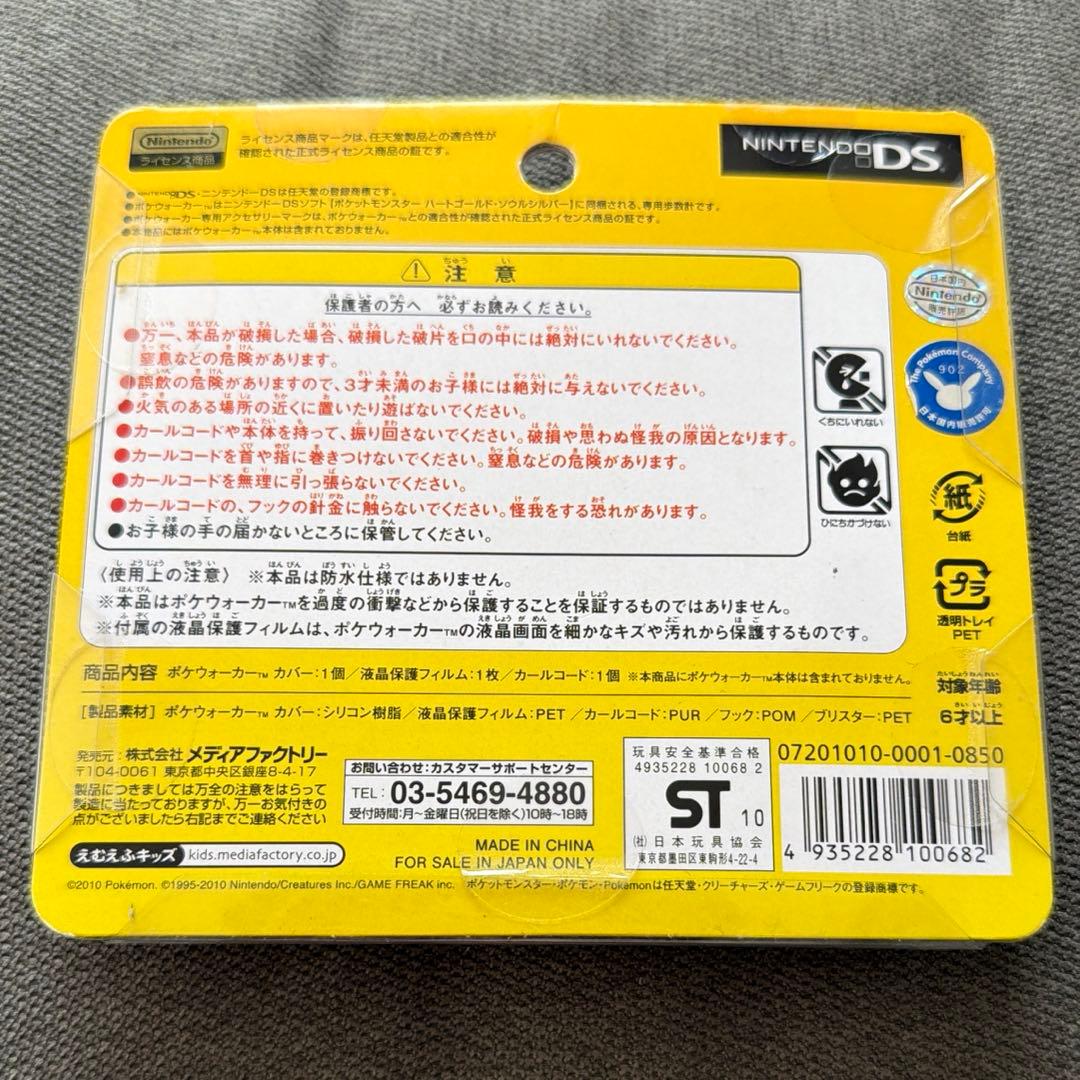 Nintendo
ライセンス商品
ライセンス商品マークは、任天堂製品との適合性が
確認された正式ライセンス商品の証です。
NINTENDO DS
●NINTENDO DS・ニンテンドーDSは任天堂の登録商標です。
●ポケウォーカー™はニンテンドーDSソフト『ポケットモンスター ハートゴールド・ソウルシルバー』に同梱される、専用歩数計です。
●ポケウォーカー専用アクセサリーマークは、ポケウォーカー™との適合性が確認された正式ライセンス商品の証です。
●本商品にはポケウォーカー™本体は含まれておりません。
注意
保護者の方へ 必ずお読みください。
●万一、本品が破損した場合、破損した破片を口の中には絶対にいれないでください。
窒息などの危険があります。
●誤飲の危険がありますので、3才未満のお子様には絶対に与えないでください。
●火気のある場所の近くに置いたり遊ばないでください。
●カールコードや本体を持って、振り回さないでください。破損や思わぬ怪我の原因となります。
●カールコードを首や指に巻きつけないでください。窒息などの危険があります。
●カールコードを無理に引っ張らないでください。
●カールコードの、フックの針金に触らないでください。怪我をする恐れがあります。
●お子様の手の届かないところに保管してください。
くちにいれない
ひにちかづけない
日本国内
Nintendo
販売許諾
The Pokémon Company
902
日本国内販売許可
紙
台紙
プラ
透明トレイ
PET
〈使用上の注意〉 ※本品は防水仕様ではありません。
※本品はポケウォーカー™を過度の衝撃などから保護することを保証するものではありません。
※付属の液晶保護フィルムは、ポケウォーカー™の液晶画面を細かなキズや汚れから保護するものです。
商品内容 ポケウォーカー™ カバー:1個／液晶保護フィルム:1枚／カールコード:1個 ※本商品にポケウォーカー™本体は含まれておりません。
[製品素材] ポケウォーカー™ カバー:シリコン樹脂／液晶保護フィルム:PET／カールコード:PUR／フック:POM／ブリスター:PET
対象年齢
6才以上
発売元:株式会社 メディアファクトリー
〒104-0061 東京都中央区銀座8-4-17
製品につきましては万全の注意をはらって
製造に当たっておりますが、万一お気付きの
点がございましたら右記までご連絡ください
お問い合わせ:カスタマーサポートセンター
TEL: 03-5469-4880
受付時間:月～金曜日(祝日を除く)10時～18時
えむえふキッズ kids.mediafactory.co.jp
MADE IN CHINA
FOR SALE IN JAPAN ONLY
玩具安全基準合格
4935228 10068 2
ST 10
(社)日本玩具協会
東京都墨田区東駒形4-22-4
07201010-0001-0850
4 935228 100682
©2010 Pokémon. ©1995-2010 Nintendo/Creatures Inc./GAME FREAK inc. ポケットモンスター・ポケモン・Pokémonは任天堂・クリーチャーズ・ゲームフリークの登録商標です。